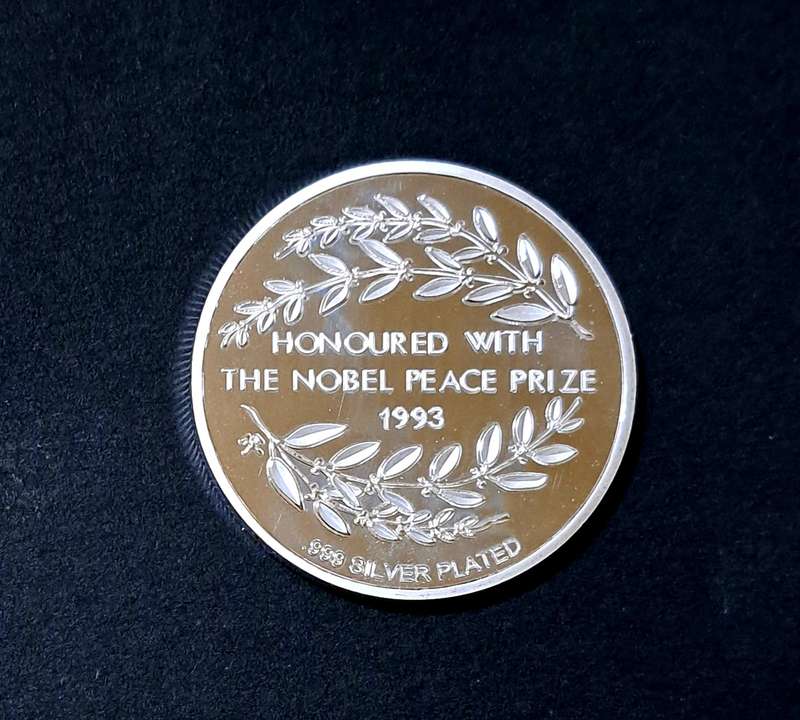 HONOURED WITH
THE NOBEL PEACE PRIZE
1993
.999 SILVER PLATED